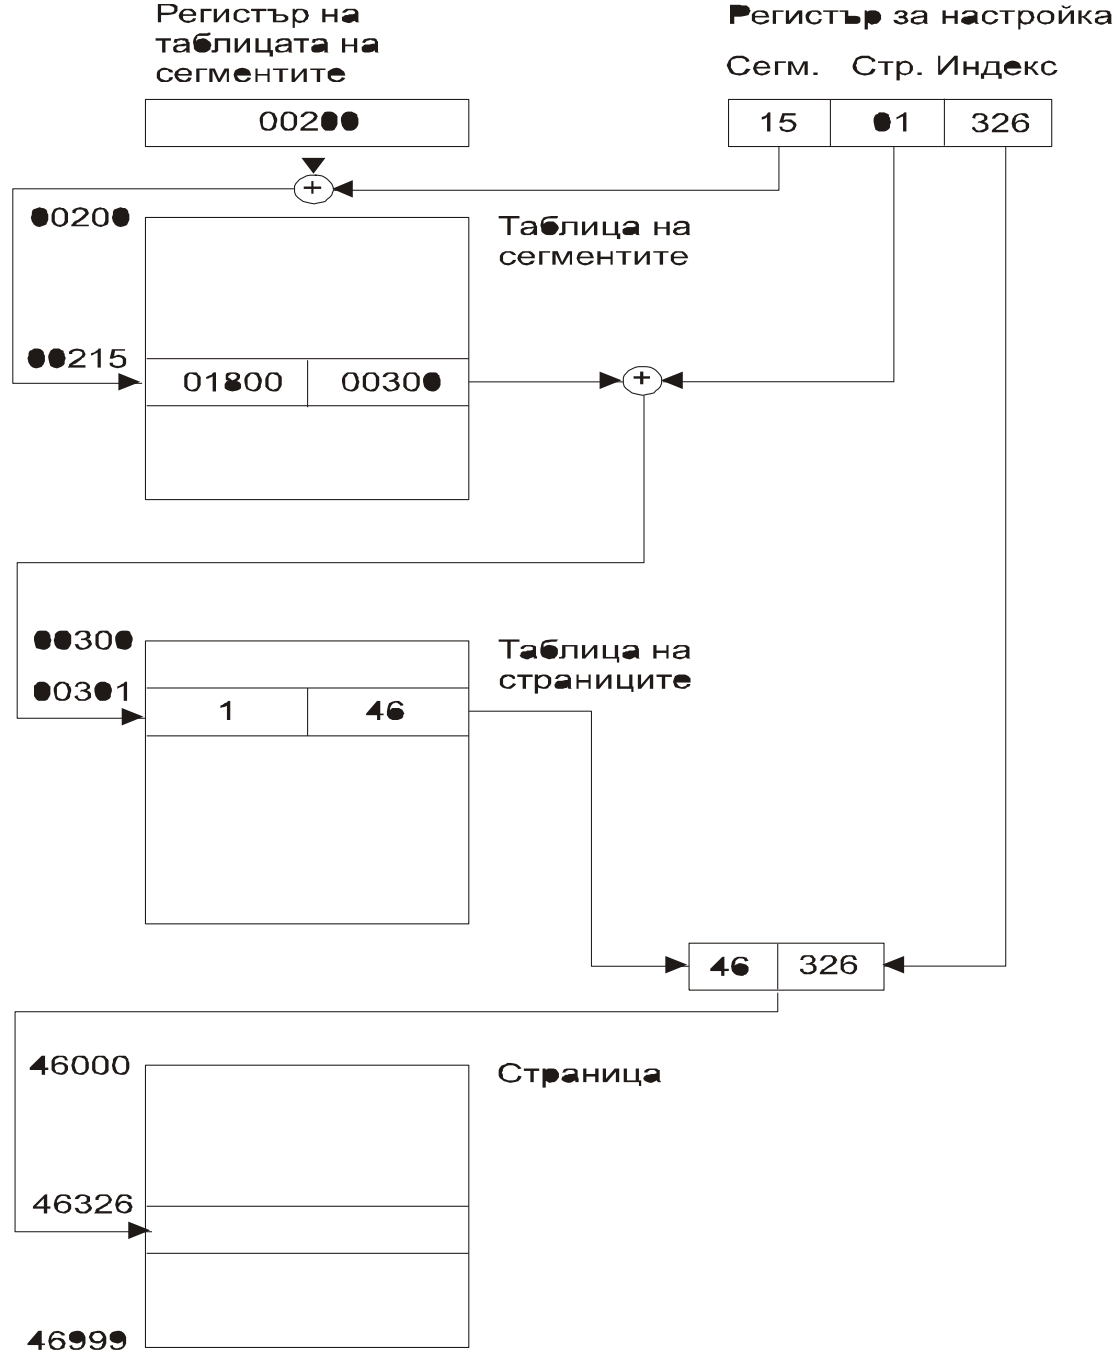 Регистър на
таблицата на
сегментите
Регистър за настройка
Сегм. Стр. Индекс
00200
15 01 326
+
00200
Таблица на
сегментите
00215
01800 00300
+
00300
Таблица на
страниците
00301
1 46
46 326
46000
Страница
46326
46999